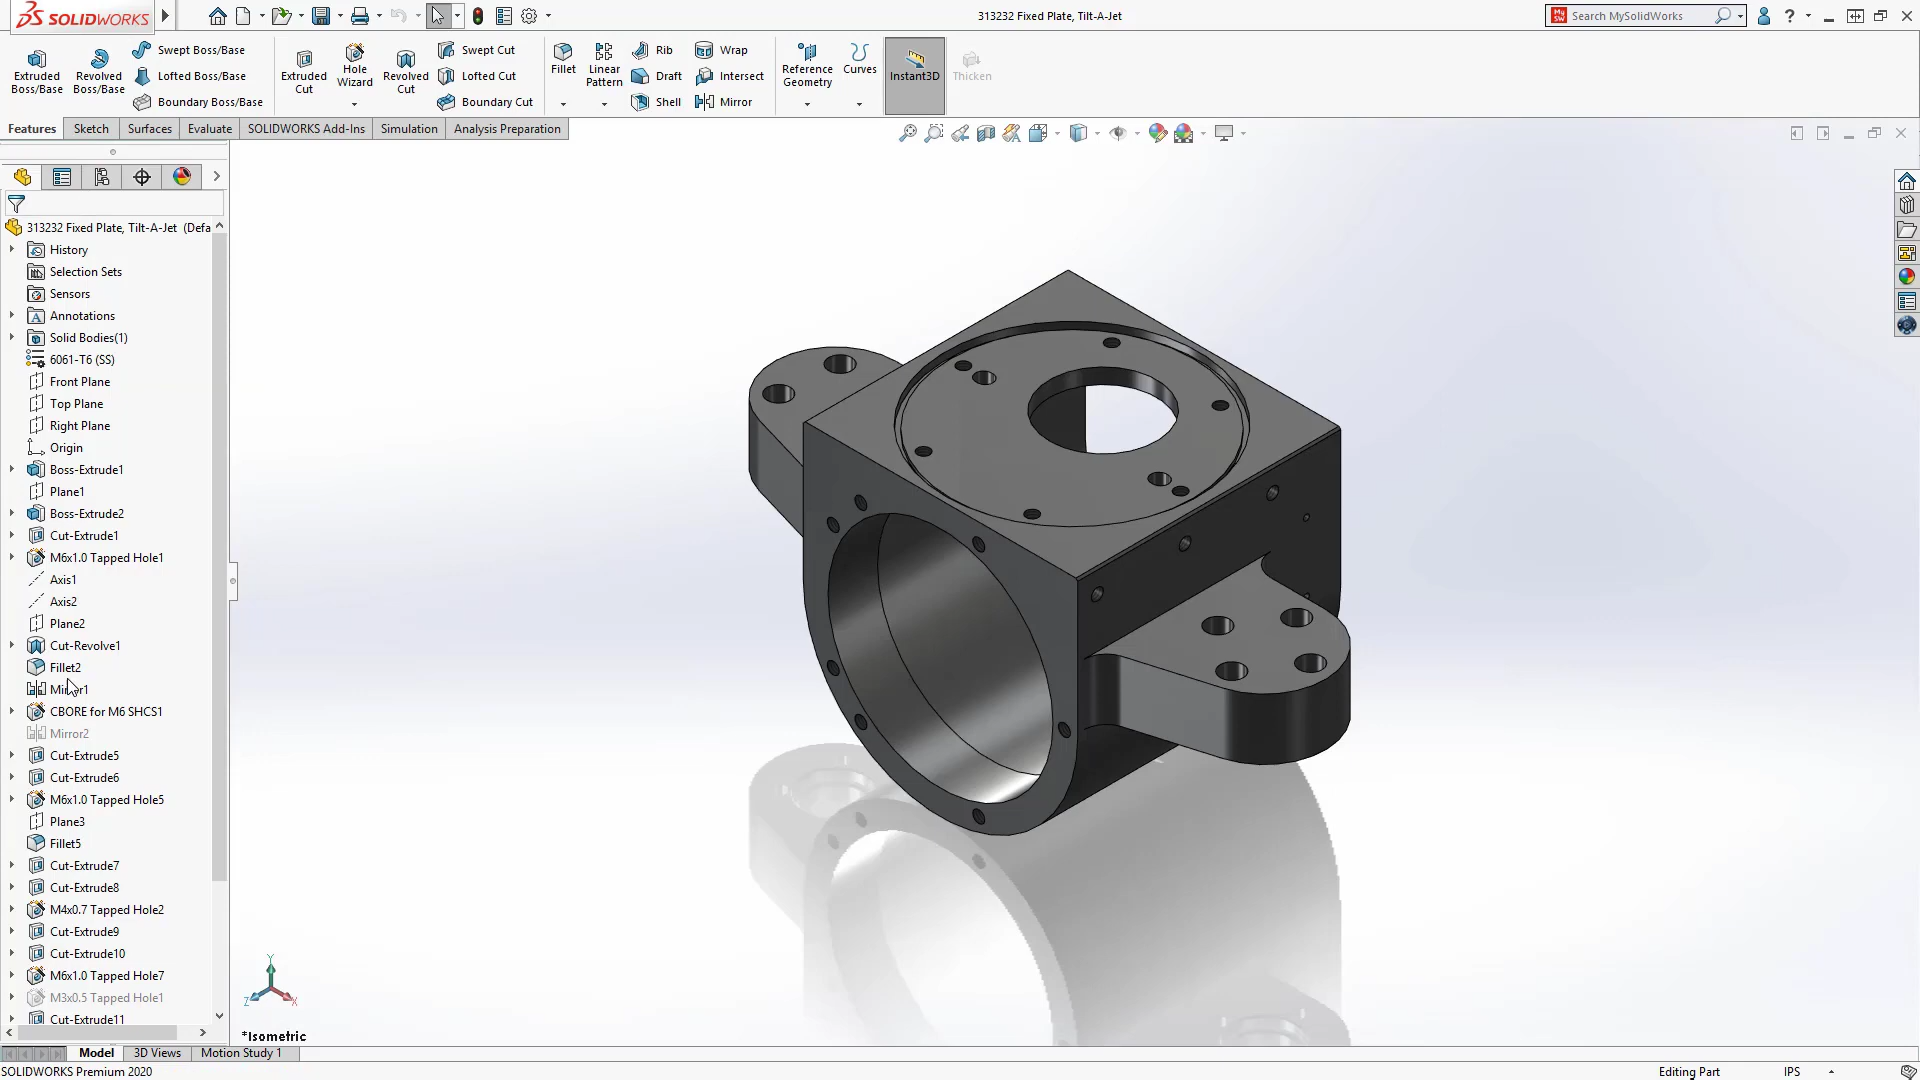 SOLIDWORKS
313232 Fixed Plate, Tilt-A-Jet
Search MySolidWorks
Extruded Boss/Base
Revolved Boss/Base
Swept Boss/Base
Lofted Boss/Base
Boundary Boss/Base
Extruded Cut
Hole Wizard
Revolved Cut
Swept Cut
Lofted Cut
Boundary Cut
Fillet
Linear Pattern
Rib
Draft
Shell
Wrap
Intersect
Mirror
Reference Geometry
Curves
Instant3D
Thicken
Features
Sketch
Surfaces
Evaluate
SOLIDWORKS Add-Ins
Simulation
Analysis Preparation
313232 Fixed Plate, Tilt-A-Jet (Defa
History
Selection Sets
Sensors
Annotations
Solid Bodies(1)
6061-T6 (SS)
Front Plane
Top Plane
Right Plane
Origin
Boss-Extrude1
Plane1
Boss-Extrude2
Cut-Extrude1
M6x1.0 Tapped Hole1
Axis1
Axis2
Plane2
Cut-Revolve1
Fillet2
Mirror1
CBORE for M6 SHCS1
Mirror2
Cut-Extrude5
Cut-Extrude6
M6x1.0 Tapped Hole5
Plane3
Fillet5
Cut-Extrude7
Cut-Extrude8
M4x0.7 Tapped Hole2
Cut-Extrude9
Cut-Extrude10
M6x1.0 Tapped Hole7
M3x0.5 Tapped Hole1
Cut-Extrude11
Y
Z
X
*Isometric
Model
3D Views
Motion Study 1
SOLIDWORKS Premium 2020
Editing Part
IPS